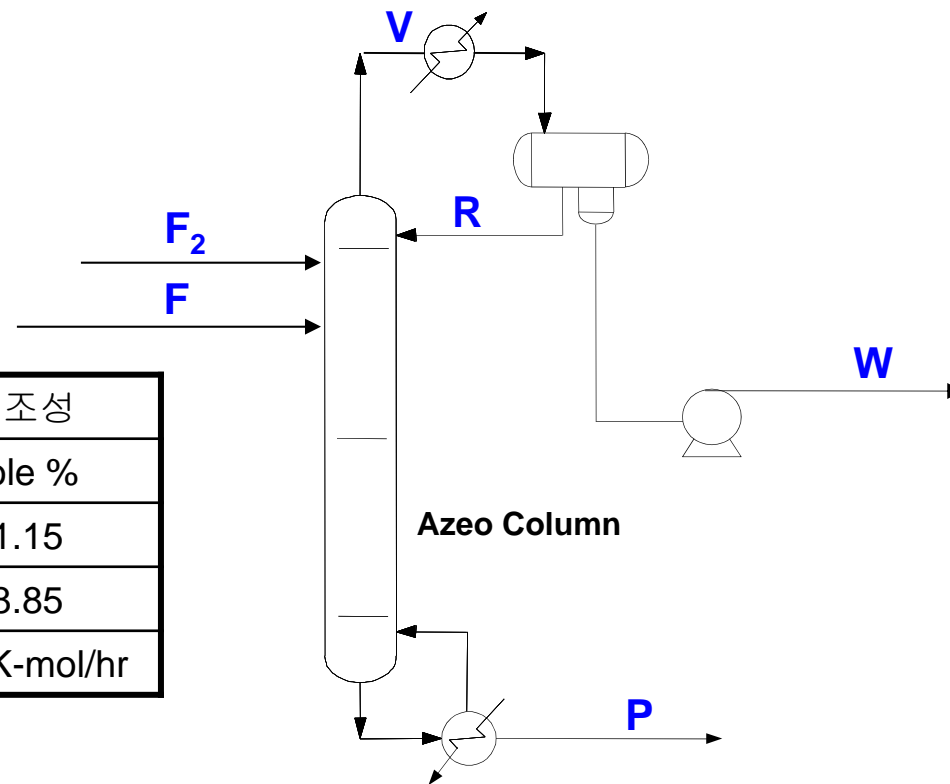 V
R
F₂
F
W
조성
ole %
1.15
3.85
K-mol/hr
Azeo Column
P